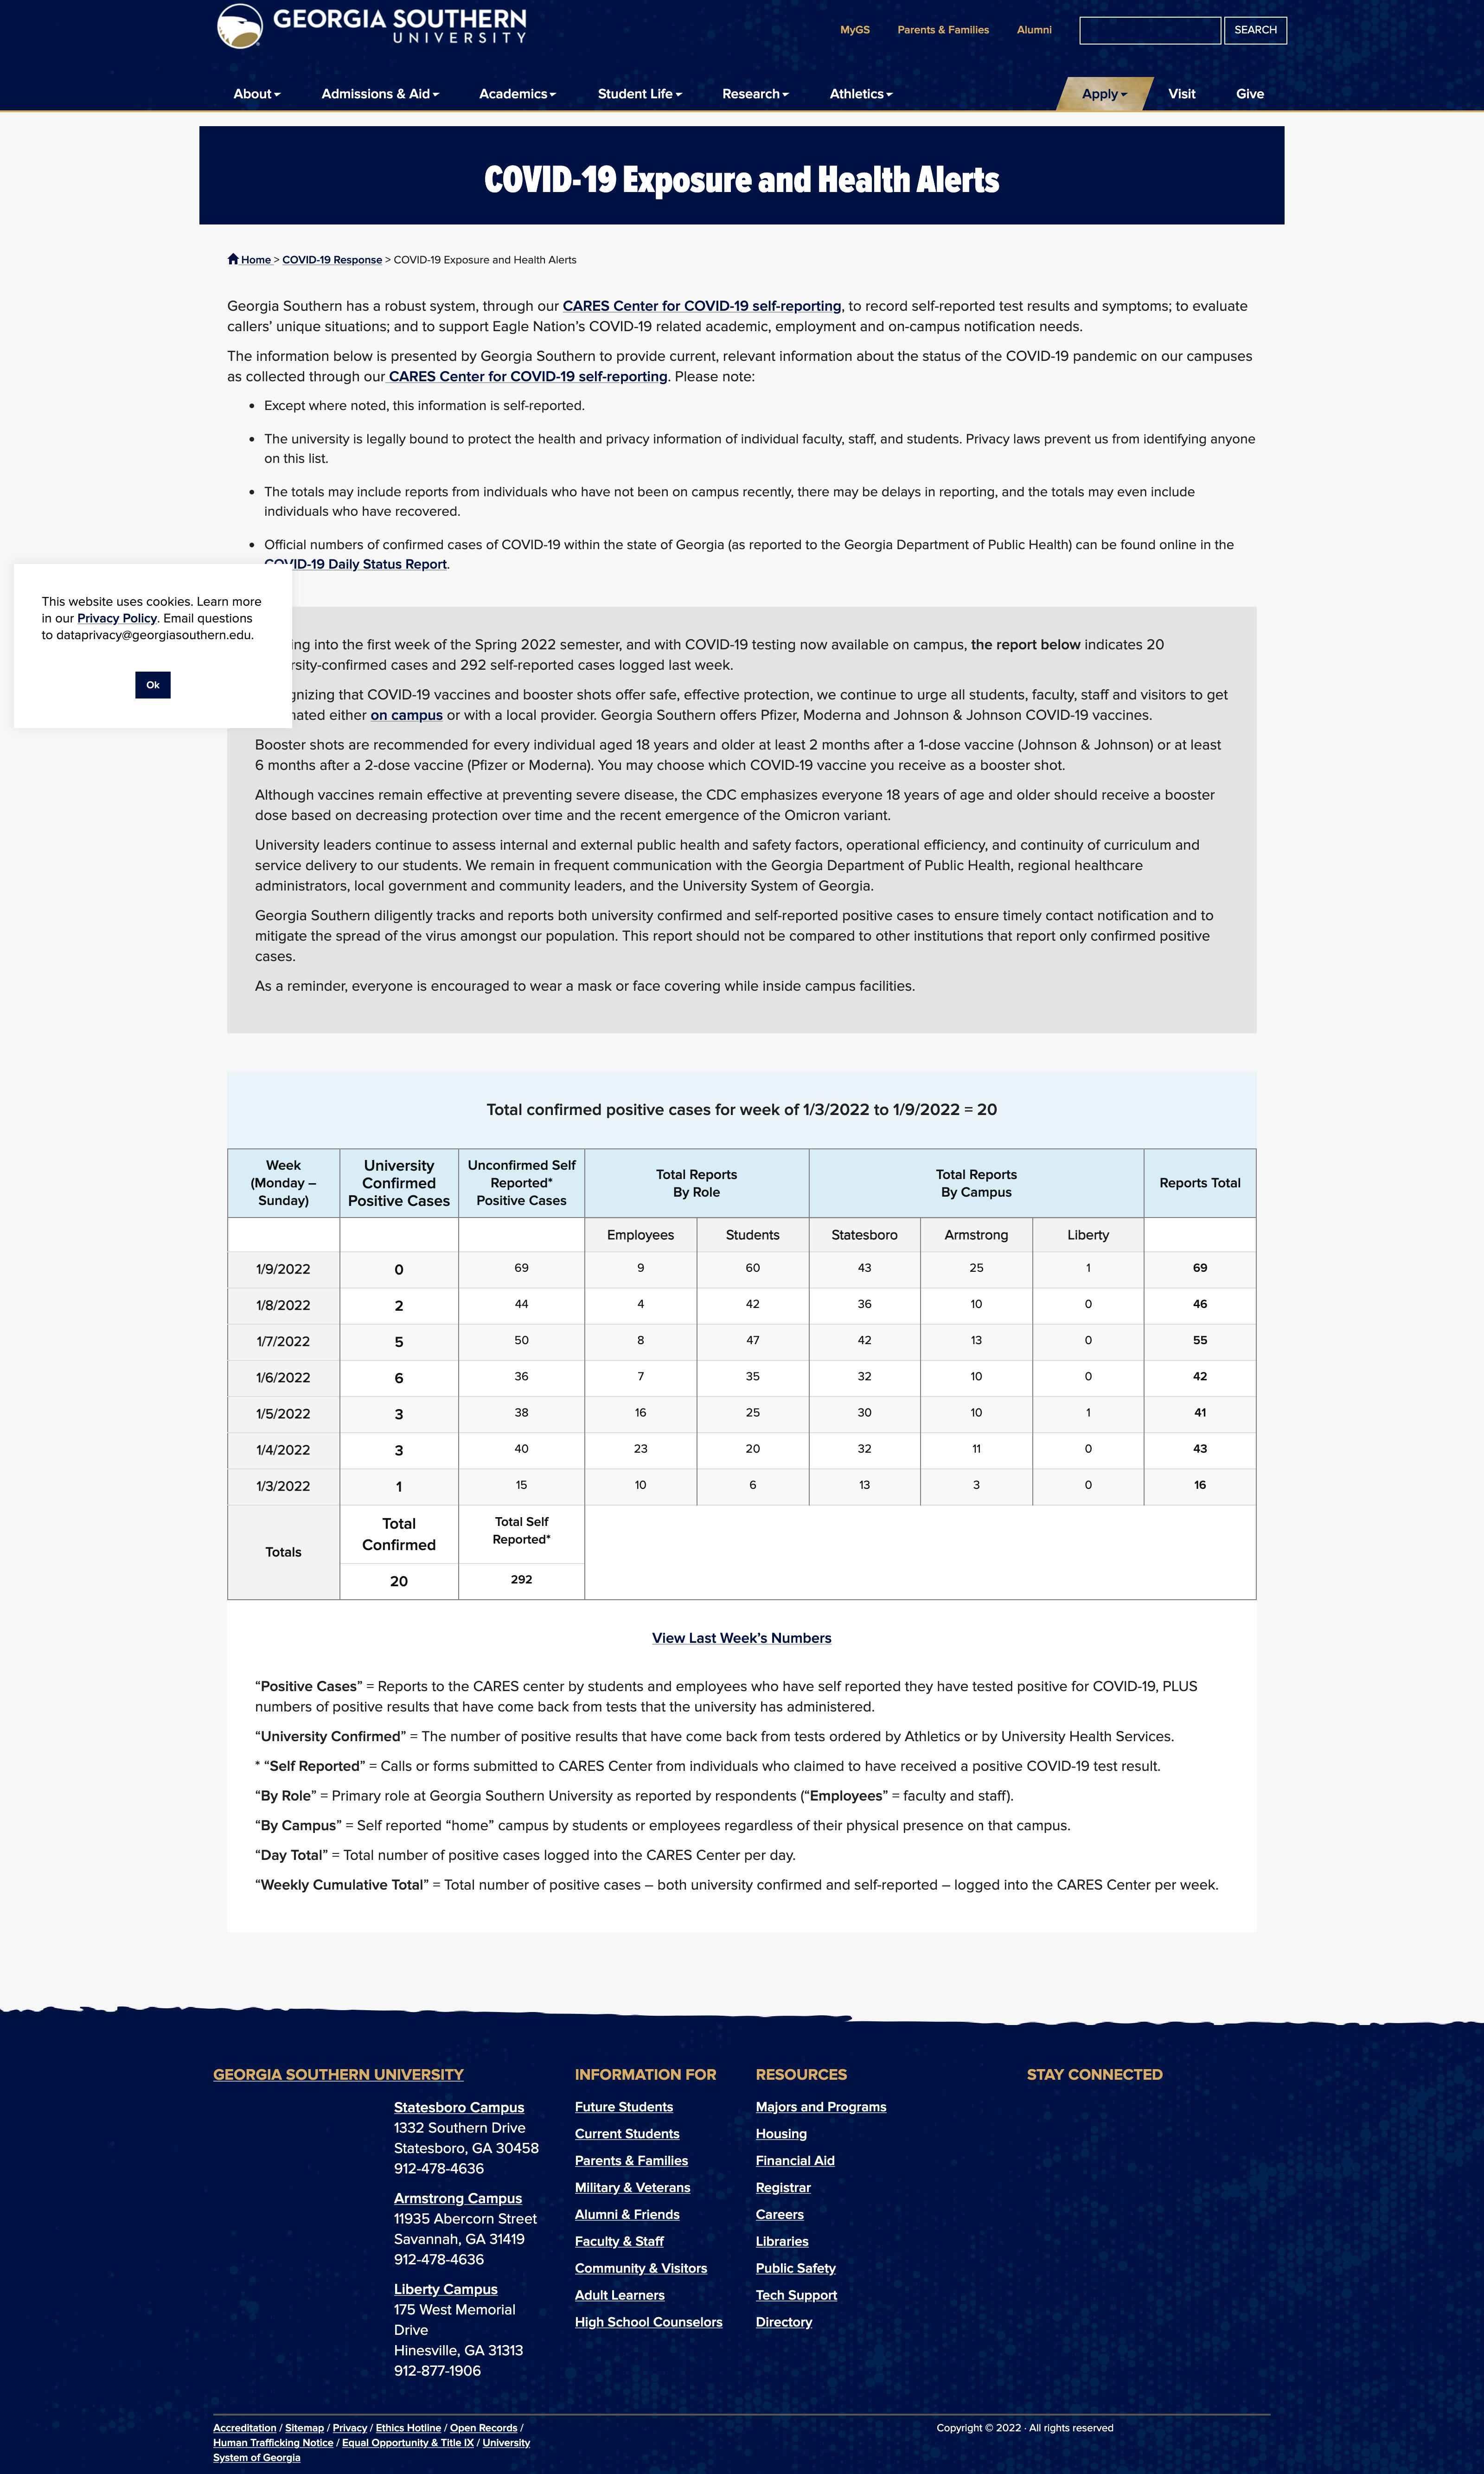 GEORGIA SOUTHERN
UNIVERSITY
MyGS Parents & Families Alumni SEARCH
About Admissions & Aid Academics Student Life Research Athletics Apply Visit Give
COVID-19 Exposure and Health Alerts
Home > COVID-19 Response > COVID-19 Exposure and Health Alerts
Georgia Southern has a robust system, through our CARES Center for COVID-19 self-reporting, to record self-reported test results and symptoms; to evaluate
callers’ unique situations; and to support Eagle Nation’s COVID-19 related academic, employment and on-campus notification needs.
The information below is presented by Georgia Southern to provide current, relevant information about the status of the COVID-19 pandemic on our campuses
as collected through our CARES Center for COVID-19 self-reporting. Please note:
• Except where noted, this information is self-reported.
• The university is legally bound to protect the health and privacy information of individual faculty, staff, and students. Privacy laws prevent us from identifying anyone
on this list.
• The totals may include reports from individuals who have not been on campus recently, there may be delays in reporting, and the totals may even include
individuals who have recovered.
• Official numbers of confirmed cases of COVID-19 within the state of Georgia (as reported to the Georgia Department of Public Health) can be found online in the
COVID-19 Daily Status Report.
This website uses cookies. Learn more
in our Privacy Policy. Email questions
to dataprivacy@georgiasouthern.edu.
Ok
into the first week of the Spring 2022 semester, and with COVID-19 testing now available on campus, the report below indicates 20
cases and 292 self-reported cases logged last week.
that COVID-19 vaccines and booster shots offer safe, effective protection, we continue to urge all students, faculty, staff and visitors to get
either on campus or with a local provider. Georgia Southern offers Pfizer, Moderna and Johnson & Johnson COVID-19 vaccines.
Booster shots are recommended for every individual aged 18 years and older at least 2 months after a 1-dose vaccine (Johnson & Johnson) or at least
6 months after a 2-dose vaccine (Pfizer or Moderna). You may choose which COVID-19 vaccine you receive as a booster shot.
Although vaccines remain effective at preventing severe disease, the CDC emphasizes everyone 18 years of age and older should receive a booster
dose based on decreasing protection over time and the recent emergence of the Omicron variant.
University leaders continue to assess internal and external public health and safety factors, operational efficiency, and continuity of curriculum and
service delivery to our students. We remain in frequent communication with the Georgia Department of Public Health, regional healthcare
administrators, local government and community leaders, and the University System of Georgia.
Georgia Southern diligently tracks and reports both university confirmed and self-reported positive cases to ensure timely contact notification and to
mitigate the spread of the virus amongst our population. This report should not be compared to other institutions that report only confirmed positive
cases.
As a reminder, everyone is encouraged to wear a mask or face covering while inside campus facilities.
Total confirmed positive cases for week of 1/3/2022 to 1/9/2022 = 20
Week
(Monday –
Sunday)
University
Confirmed
Positive Cases
Unconfirmed Self
Reported*
Positive Cases
Total Reports
By Role
Total Reports
By Campus
Reports Total
Employees Students Statesboro Armstrong Liberty
1/9/2022 0 69 9 60 43 25 1 69
1/8/2022 2 44 4 42 36 10 0 46
1/7/2022 5 50 8 47 42 13 0 55
1/6/2022 6 36 7 35 32 10 0 42
1/5/2022 3 38 16 25 30 10 1 41
1/4/2022 3 40 23 20 32 11 0 43
1/3/2022 1 15 10 6 13 3 0 16
Totals
Total
Confirmed
Total Self
Reported*
20 292
View Last Week’s Numbers
“Positive Cases” = Reports to the CARES center by students and employees who have self reported they have tested positive for COVID-19, PLUS
numbers of positive results that have come back from tests that the university has administered.
“University Confirmed” = The number of positive results that have come back from tests ordered by Athletics or by University Health Services.
* “Self Reported” = Calls or forms submitted to CARES Center from individuals who claimed to have received a positive COVID-19 test result.
“By Role” = Primary role at Georgia Southern University as reported by respondents (“Employees” = faculty and staff).
“By Campus” = Self reported “home” campus by students or employees regardless of their physical presence on that campus.
“Day Total” = Total number of positive cases logged into the CARES Center per day.
“Weekly Cumulative Total” = Total number of positive cases – both university confirmed and self-reported – logged into the CARES Center per week.
GEORGIA SOUTHERN UNIVERSITY
Statesboro Campus
1332 Southern Drive
Statesboro, GA 30458
912-478-4636
Armstrong Campus
11935 Abercorn Street
Savannah, GA 31419
912-478-4636
Liberty Campus
175 West Memorial
Drive
Hinesville, GA 31313
912-877-1906
INFORMATION FOR
Future Students
Current Students
Parents & Families
Military & Veterans
Alumni & Friends
Faculty & Staff
Community & Visitors
Adult Learners
High School Counselors
RESOURCES
Majors and Programs
Housing
Financial Aid
Registrar
Careers
Libraries
Public Safety
Tech Support
Directory
STAY CONNECTED
Accreditation / Sitemap / Privacy / Ethics Hotline / Open Records /
Human Trafficking Notice / Equal Opportunity & Title IX / University
System of Georgia
Copyright © 2022 · All rights reserved